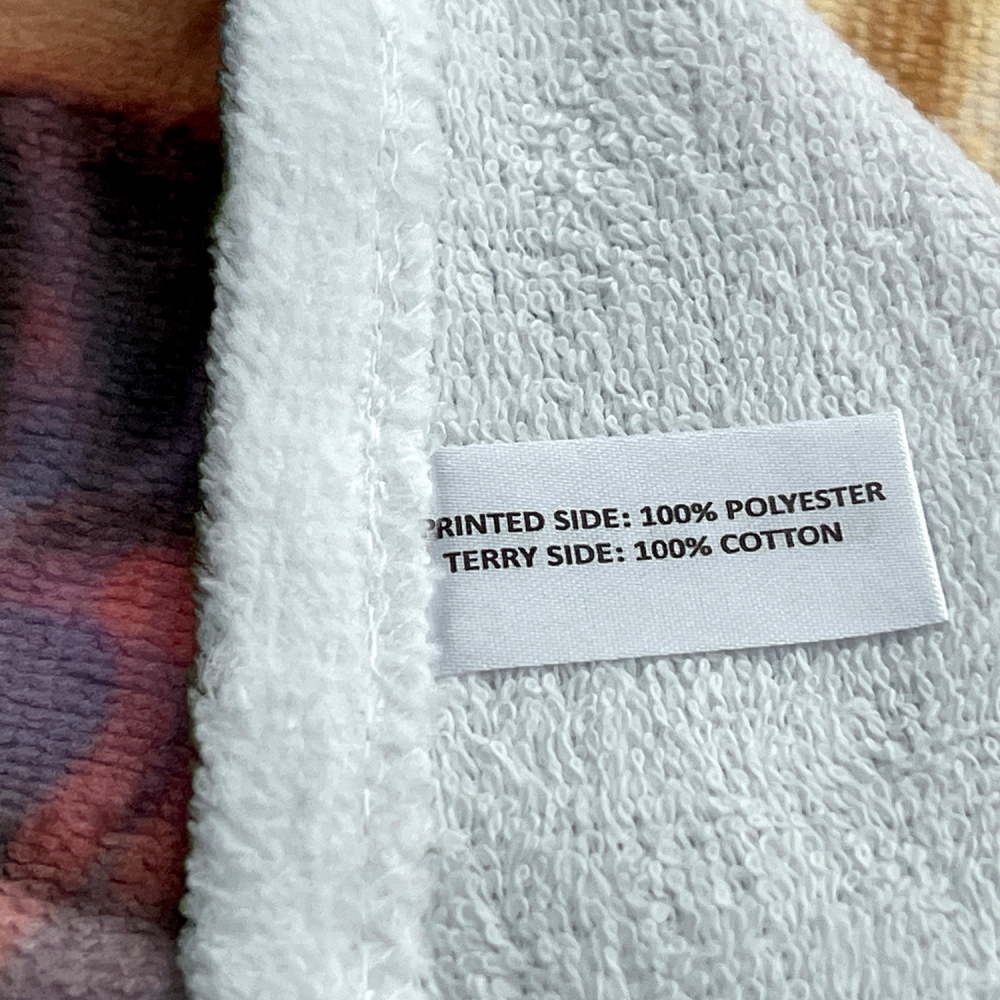 PRINTED SIDE: 100% POLYESTER
TERRY SIDE: 100% COTTON